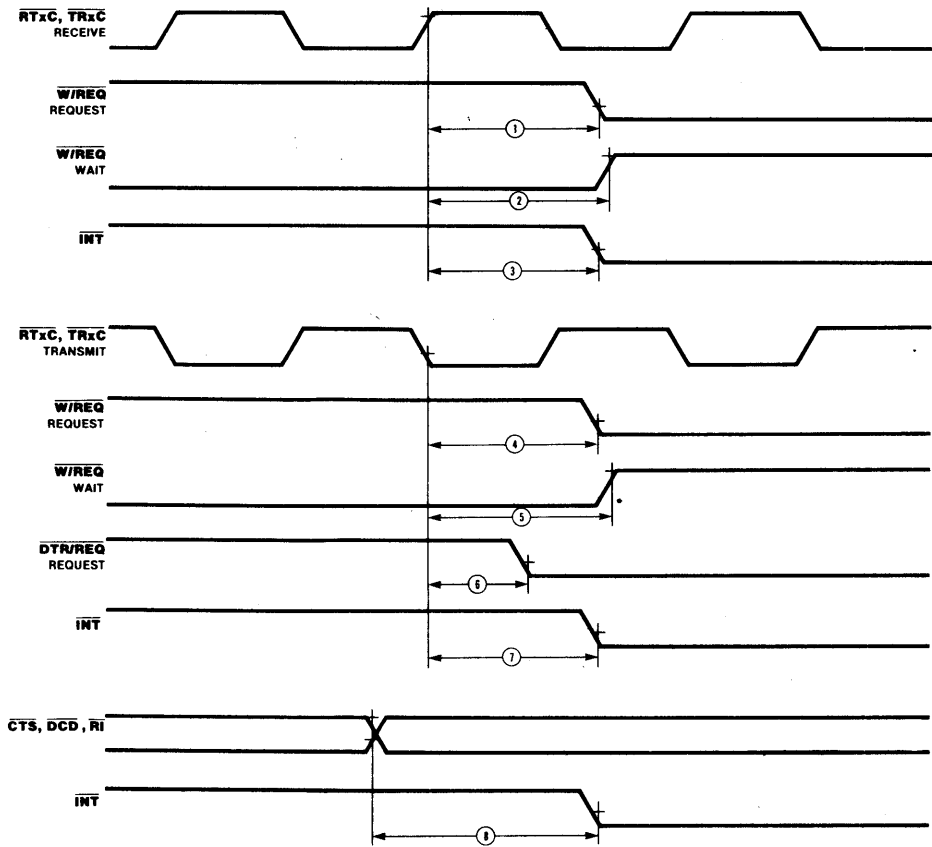 RTxC, TRxC
RECEIVE
W/REQ
REQUEST
1
W/REQ
WAIT
2
INT
3
RTxC, TRxC
TRANSMIT
W/REQ
REQUEST
4
W/REQ
WAIT
5
DTR/REQ
REQUEST
6
INT
7
CTS, DCD, RI
INT
8